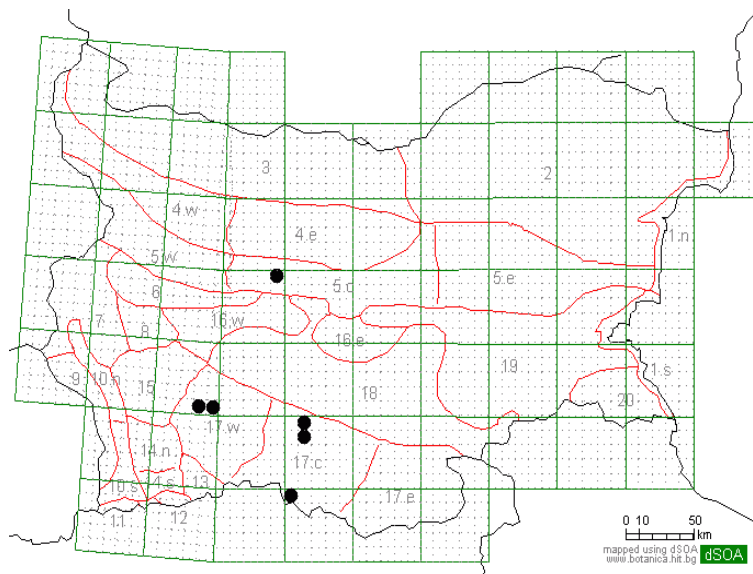 3
2
4.w
4.e
1.n
5.w
5.c
5.e
6
7
16.w
8
16.e
19
9
10.n
15
18
1.s
20
17.w
14.n
17.c
10.s
14.s
13
17.e
11
12
0 10 50
km
mapped using dSOA
www.botanica.hit.bg
dSOA